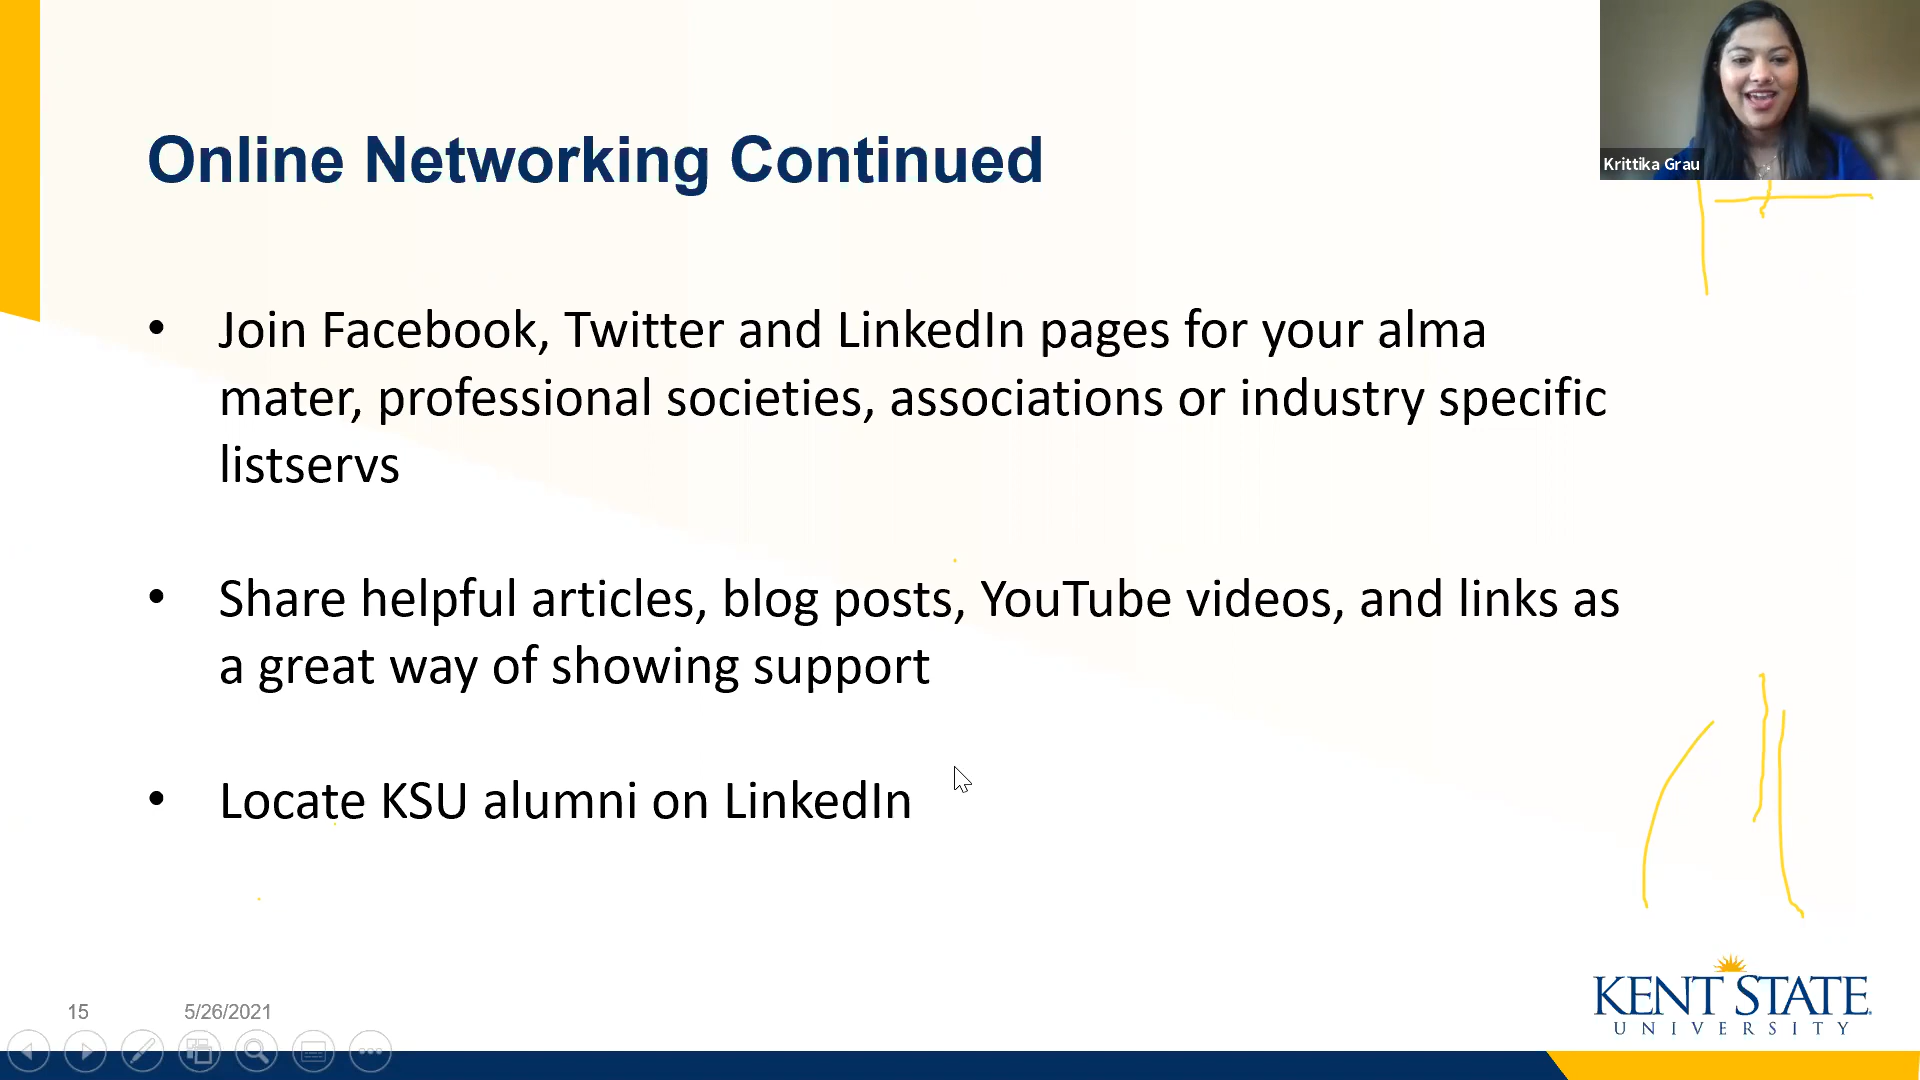 Krittika Grau
Online Networking Continued
• Join Facebook, Twitter and LinkedIn pages for your alma
mater, professional societies, associations or industry specific
listservs
• Share helpful articles, blog posts, YouTube videos, and links as
a great way of showing support
• Locate KSU alumni on LinkedIn
15 5/26/2021
KENT STATE
UNIVERSITY